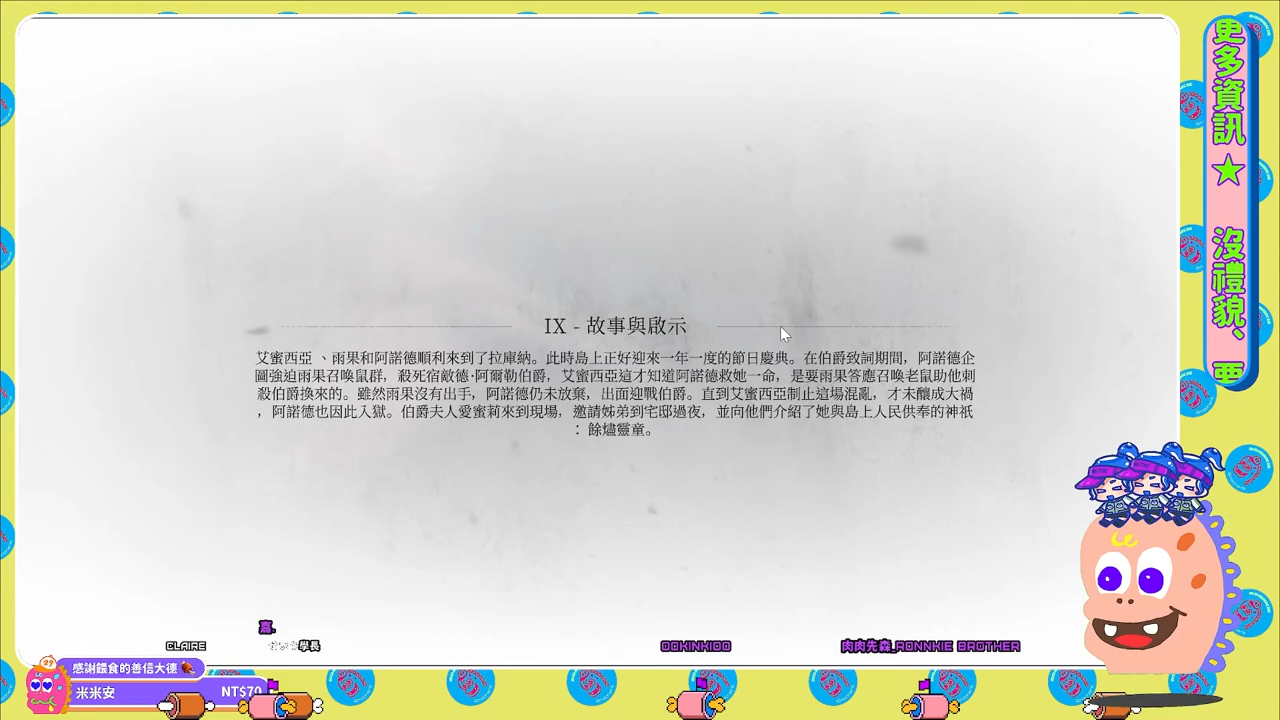 IX - 故事與啟示
艾蜜西亞 、雨果和阿諾德順利來到了拉庫納。此時島上正好迎來一年一度的節日慶典。在伯爵致詞期間，阿諾德企
圖強迫雨果召喚鼠群，殺死宿敵德·阿爾勒伯爵，艾蜜西亞這才知道阿諾德救她一命，是要雨果答應召喚老鼠助他刺
殺伯爵換來的。雖然雨果沒有出手，阿諾德仍未放棄，出面迎戰伯爵。直到艾蜜西亞制止這場混亂，才未釀成大禍
，阿諾德也因此入獄。伯爵夫人愛蜜莉來到現場，邀請姊弟到宅邸過夜，並向他們介紹了她與島上人民供奉的神祇
： 餘燼靈童。
更多資訊 ★ 沒禮貌、要
嘉.
CLAIRE
學長
OOKINKIOO
肉肉先森_RONNKIE BROTHER
感謝餵食的善信大德
米米安 NT$70